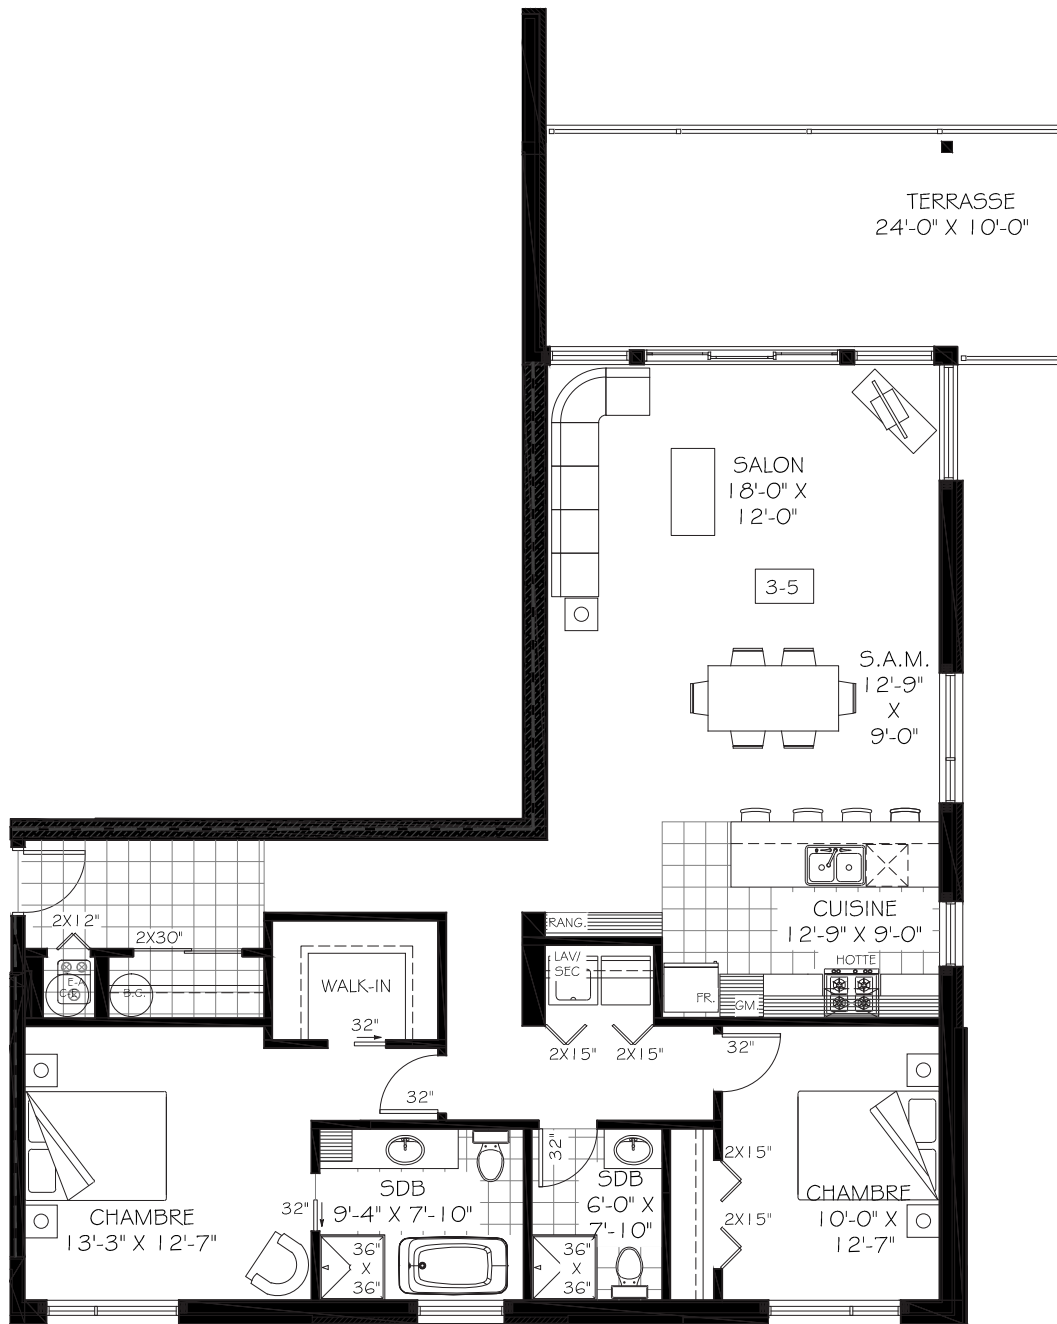 TERRASSE
24'-0" X 10'-0"
SALON
18'-0" X
12'-0"
3-5
S.A.M.
12'-9"
X
9'-0"
CUISINE
12'-9" X 9'-0"
HOTTE
RANG.
LAV/
SEC
FR.
GM.
2X12"
2X30"
E-A
C.E.
B.C.
WALK-IN
32"
2X15"
2X15"
32"
32"
32"
2X15"
SDB
9'-4" X 7'-10"
SDB
6'-0" X
7'-10"
CHAMBRE
10'-0" X
12'-7"
2X15"
32"
CHAMBRE
13'-3" X 12'-7"
36"
X
36"
36"
X
36"